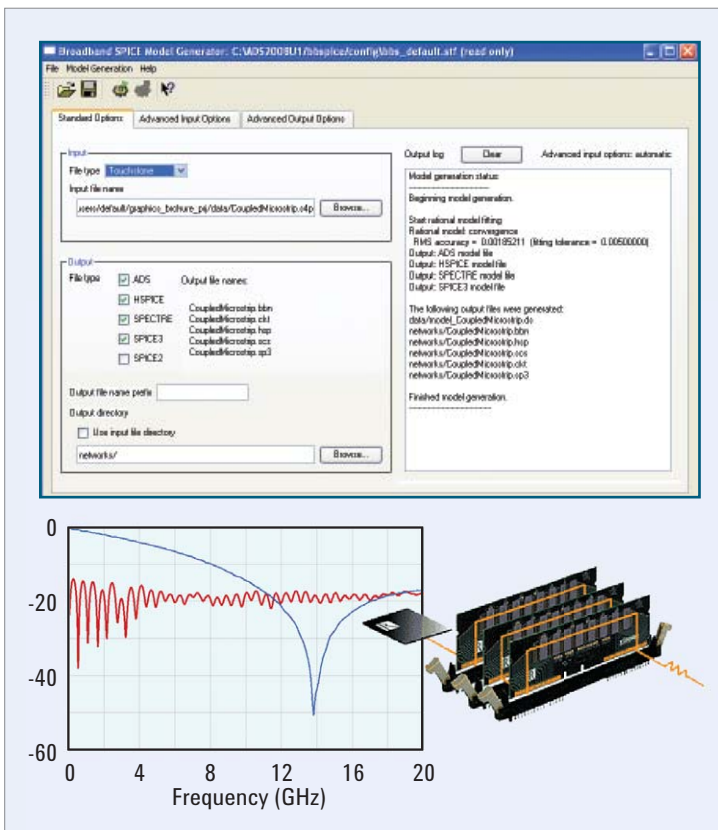 Broadband SPICE Model Generator: C:\ADS2008U1/bbspice/config\bbs_default.stf (read only)
File Model Generation Help
Standard Options Advanced Input Options Advanced Output Options
Input
File type Touchstone
Input file name
/users/default/graphics_brchure_prj/data/CoupledMicrostrip.s4p Browse...
Output
File type ADS Output file names:
HSPICE
CoupledMicrostrip.bbn
SPECTRE CoupledMicrostrip.ckt
CoupledMicrostrip.hsp
SPICE3 CoupledMicrostrip.scs
CoupledMicrostrip.sp3
SPICE2
Output file name prefix
Output directory
Use input file directory
networks/ Browse...
Output log Clear Advanced input options: automatic
Model generation status:
-----------------------
Beginning model generation.
Start rational model fitting
Rational model: convergence
RMS accuracy = 0.00185211 (fitting tolerance = 0.00500000)
Output: ADS model file
Output: HSPICE model file
Output: SPECTRE model file
Output: SPICE3 model file
The following output files were generated:
data/model_CoupledMicrostrip.ds
networks/CoupledMicrostrip.bbn
networks/CoupledMicrostrip.hsp
networks/CoupledMicrostrip.scs
networks/CoupledMicrostrip.ckt
networks/CoupledMicrostrip.sp3
Finished model generation.
-----------------------
0
-20
-40
-60
0 4 8 12 16 20
Frequency (GHz)